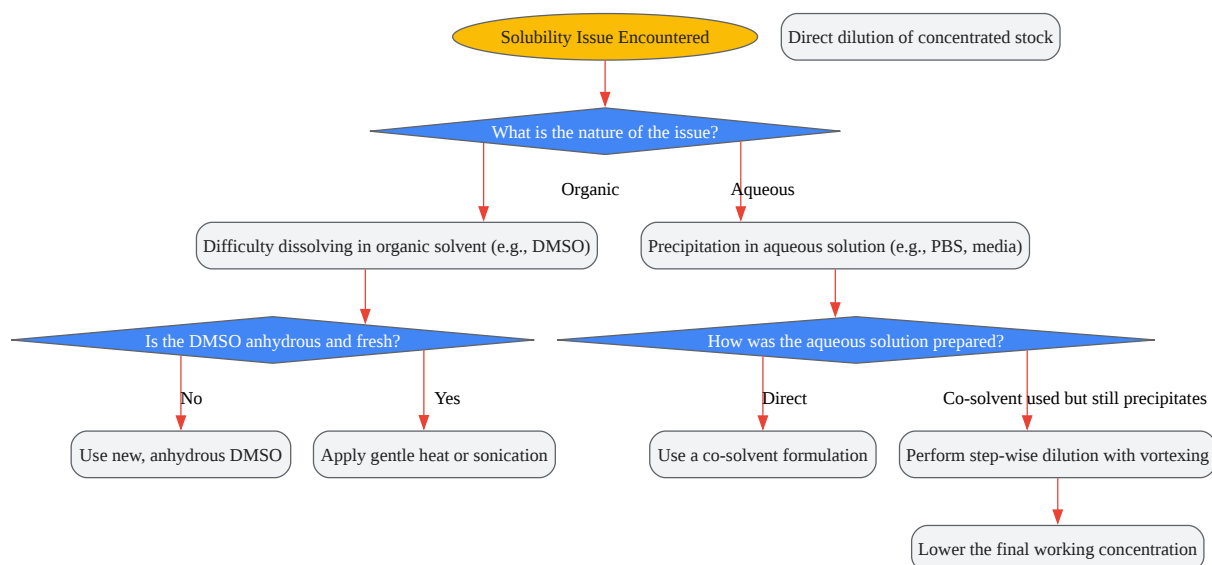 Solubility Issue Encountered
Direct dilution of concentrated stock
What is the nature of the issue?
Organic
Aqueous
Difficulty dissolving in organic solvent (e.g., DMSO)
Precipitation in aqueous solution (e.g., PBS, media)
Is the DMSO anhydrous and fresh?
How was the aqueous solution prepared?
No
Yes
Direct
Co-solvent used but still precipitates
Use new, anhydrous DMSO
Apply gentle heat or sonication
Use a co-solvent formulation
Perform step-wise dilution with vortexing
Lower the final working concentration